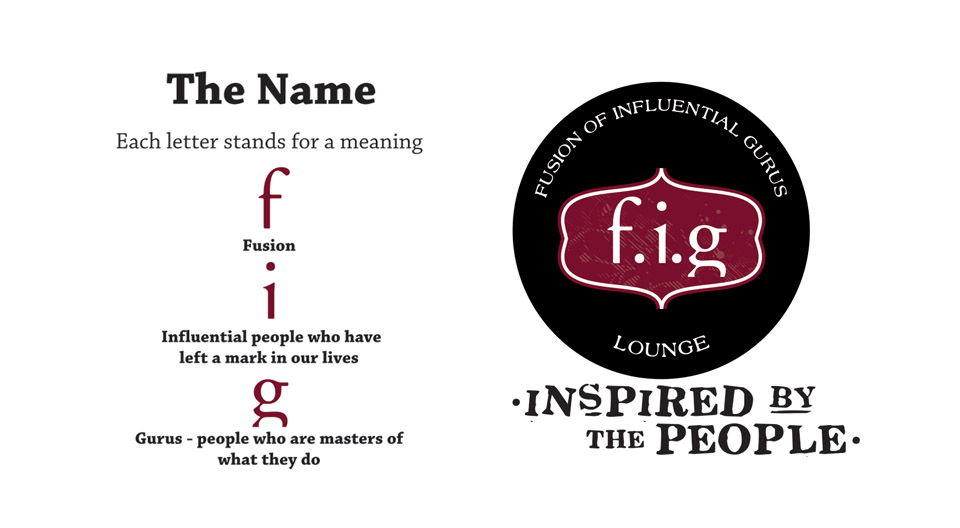 The Name
Each letter stands for a meaning
f
Fusion
i
Influential people who have
left a mark in our lives
g
Gurus - people who are masters of
what they do
FUSION OF INFLUENTIAL GURUS
f.i.g
LOUNGE
·INSPIRED BY
THE PEOPLE·